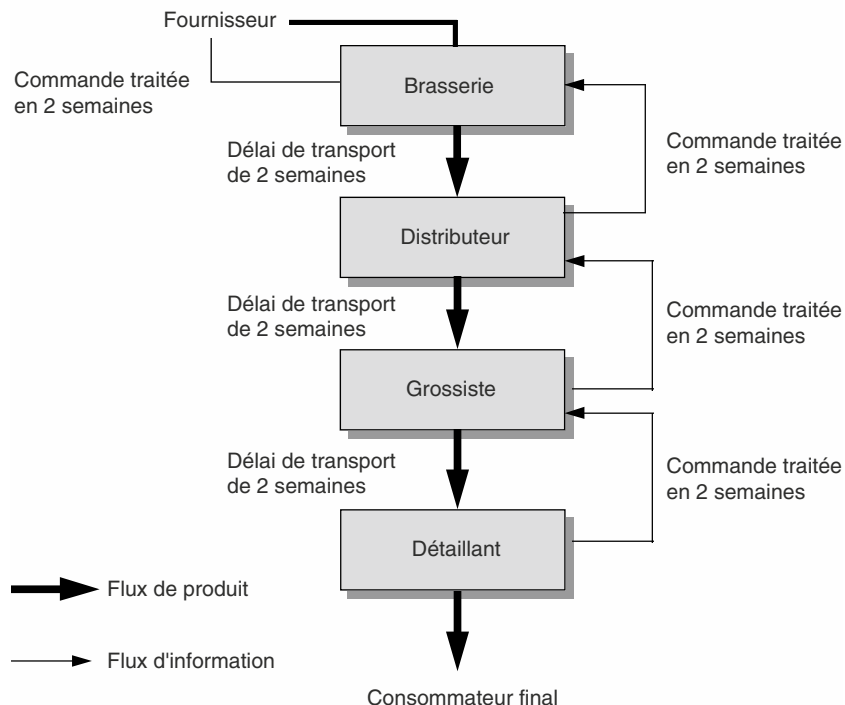 Fournisseur
Commande traitée
en 2 semaines
Brasserie
Commande traitée
en 2 semaines
Délai de transport
de 2 semaines
Distributeur
Commande traitée
en 2 semaines
Délai de transport
de 2 semaines
Grossiste
Commande traitée
en 2 semaines
Délai de transport
de 2 semaines
Détaillant
Flux de produit
Flux d'information
Consommateur final